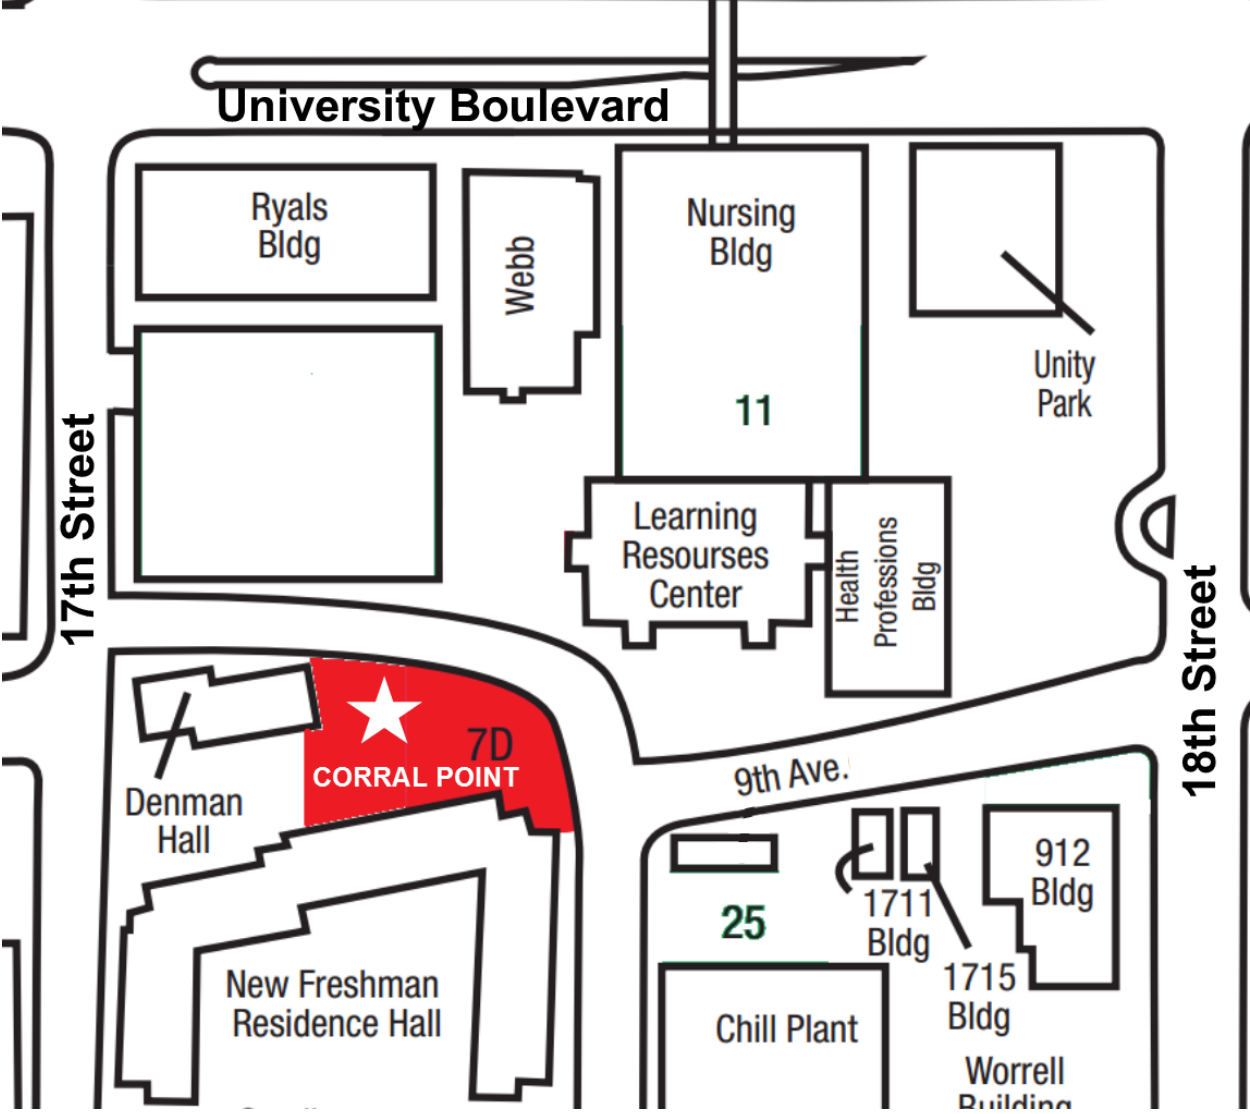 University Boulevard
Ryals
Bldg
Webb
Nursing
Bldg
11
Unity
Park
17th Street
Learning
Resourses
Center
Health
Professions
Bldg
18th Street
7D
CORRAL POINT
Denman
Hall
9th Ave.
912
Bldg
1711
Bldg
25
1715
Bldg
New Freshman
Residence Hall
Chill Plant
Worrell
Building